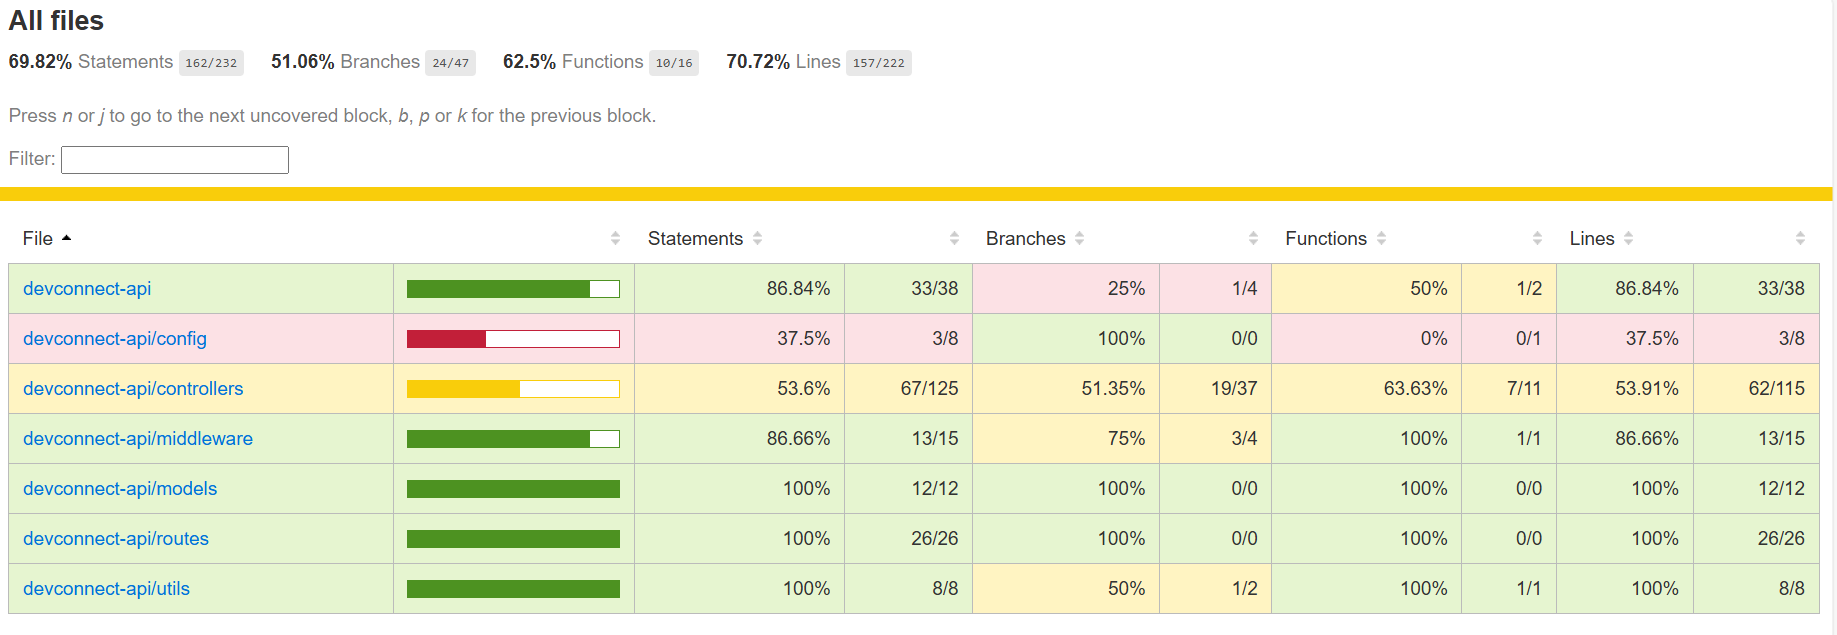 All files
69.82% Statements 162/232 51.06% Branches 24/47 62.5% Functions 10/16 70.72% Lines 157/222
Press n or j to go to the next uncovered block, b, p or k for the previous block.
Filter:
File Statements Branches Functions Lines
devconnect-api 86.84% 33/38 25% 1/4 50% 1/2 86.84% 33/38
devconnect-api/config 37.5% 3/8 100% 0/0 0% 0/1 37.5% 3/8
devconnect-api/controllers 53.6% 67/125 51.35% 19/37 63.63% 7/11 53.91% 62/115
devconnect-api/middleware 86.66% 13/15 75% 3/4 100% 1/1 86.66% 13/15
devconnect-api/models 100% 12/12 100% 0/0 100% 0/0 100% 12/12
devconnect-api/routes 100% 26/26 100% 0/0 100% 0/0 100% 26/26
devconnect-api/utils 100% 8/8 50% 1/2 100% 1/1 100% 8/8